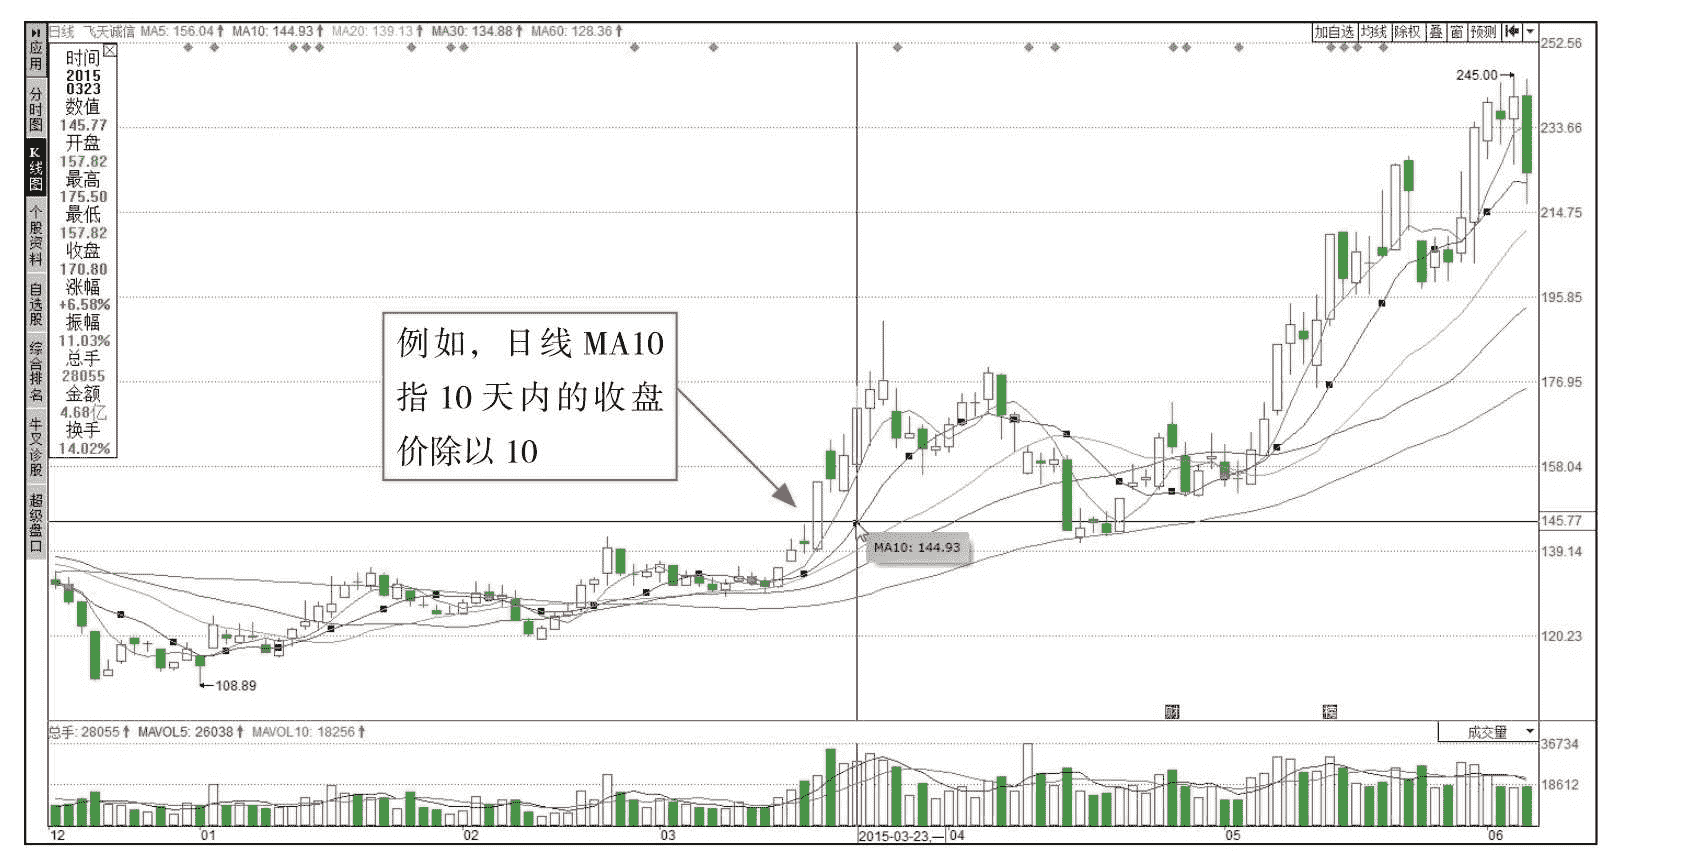 日线 飞天诚信 MA5: 156.04 MA10: 144.93 MA20: 139.13 MA30: 134.88 MA60: 128.36
加自选 均线 除权 叠 窗 预测
应用
分时图
K线图
个股资料
自选股
综合排名
牛叉诊股
超级盘口
时间
2015
0323
数值
145.77
开盘
157.82
最高
175.50
最低
157.82
收盘
170.80
涨幅
+6.58%
振幅
11.03%
总手
28055
金额
4.68亿
换手
14.02%
例如，日线 MA10
指 10 天内的收盘
价除以 10
245.00
108.89
MA10: 144.93
财
252.56
233.66
214.75
195.85
176.95
158.04
145.77
139.14
120.23
总手: 28055 MAVOL5: 26038 MAVOL10: 18256
成交量
36734
18612
12 01 02 03 2015-03-23,一 04 05 06